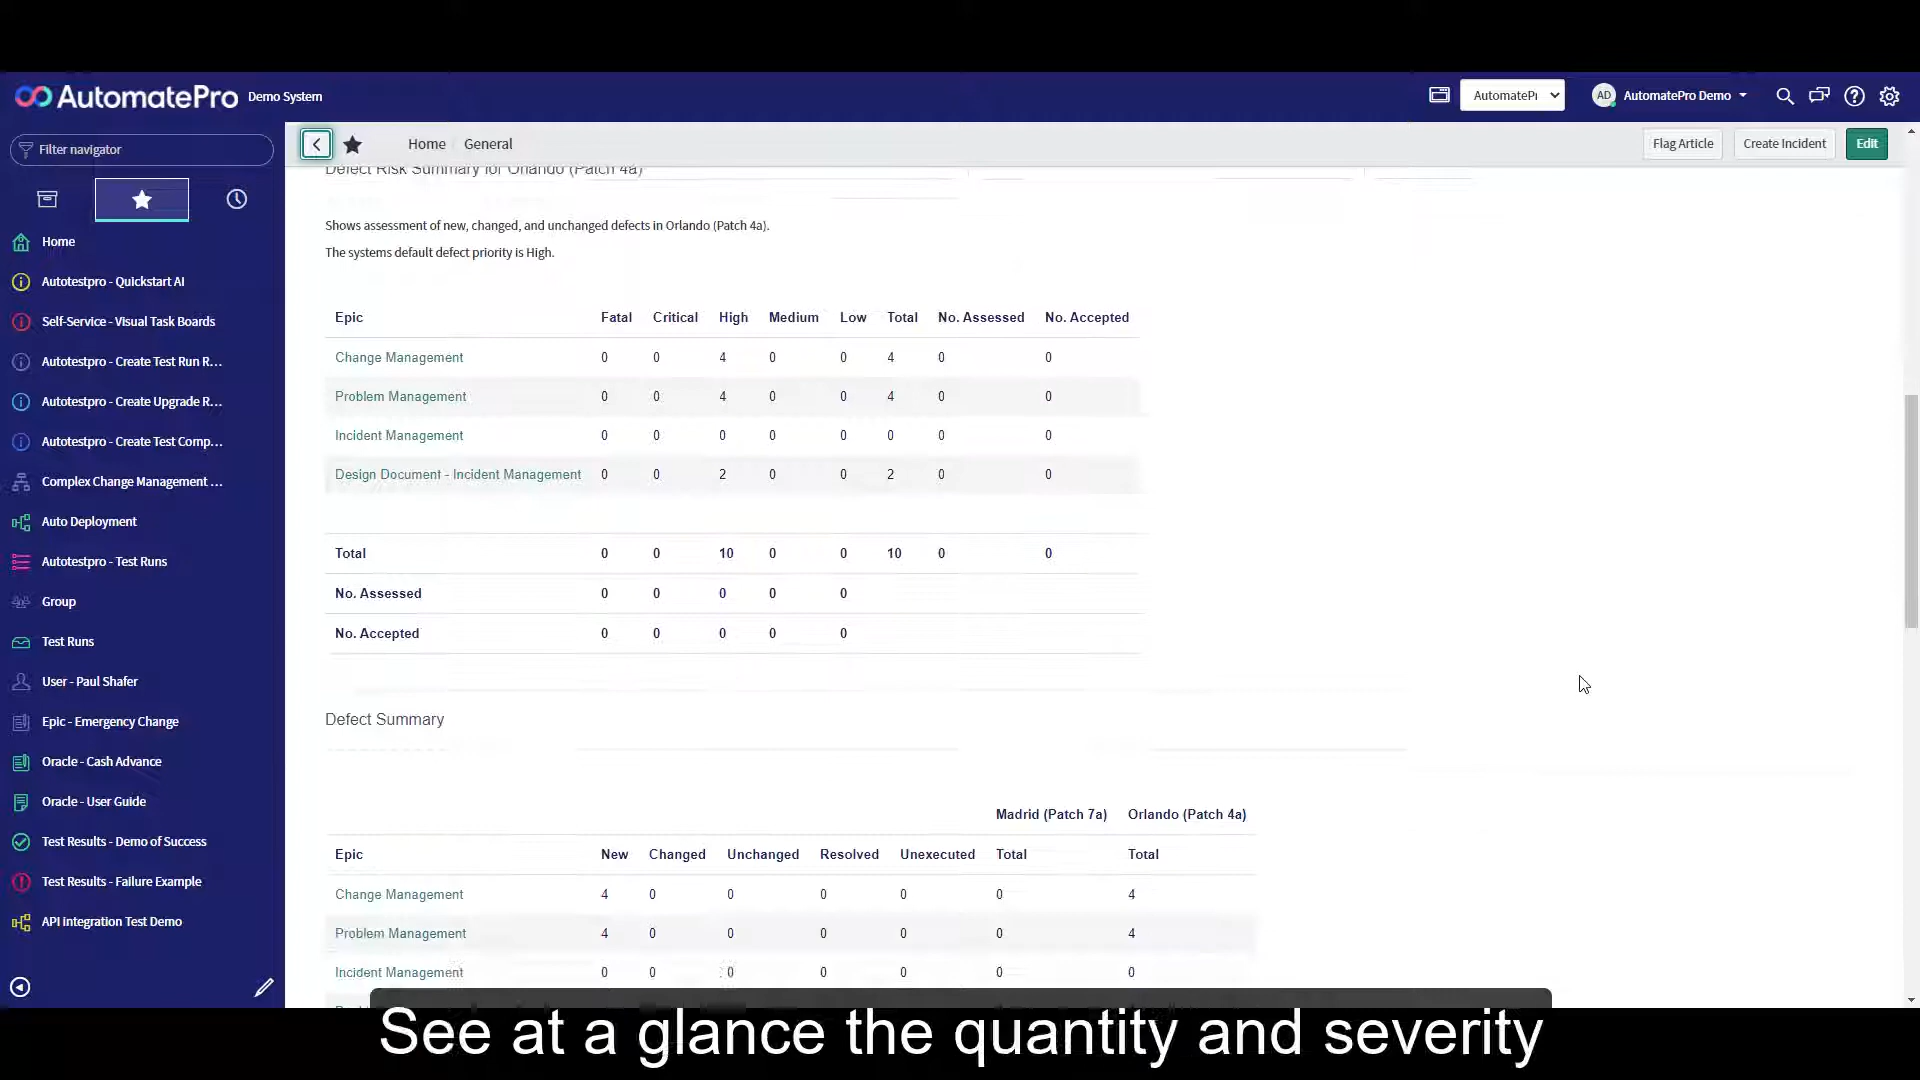 AutomatePro Demo System
AutomatePi
AD AutomatePro Demo
Filter navigator
Home General
Flag Article Create Incident Edit
Home
Autotestpro - Quickstart AI
Self-Service - Visual Task Boards
Autotestpro - Create Test Run R...
Autotestpro - Create Upgrade R...
Autotestpro - Create Test Comp...
Complex Change Management ...
Auto Deployment
Autotestpro - Test Runs
Group
Test Runs
User - Paul Shafer
Epic - Emergency Change
Oracle - Cash Advance
Oracle - User Guide
Test Results - Demo of Success
Test Results - Failure Example
API integration Test Demo
Defect Risk Summary for Orlando (Patch 4a)
Shows assessment of new, changed, and unchanged defects in Orlando (Patch 4a).
The systems default defect priority is High.
Epic Fatal Critical High Medium Low Total No. Assessed No. Accepted
Change Management 0 0 4 0 0 4 0 0
Problem Management 0 0 4 0 0 4 0 0
Incident Management 0 0 0 0 0 0 0 0
Design Document - Incident Management 0 0 2 0 0 2 0 0
Total 0 0 10 0 0 10 0 0
No. Assessed 0 0 0 0 0
No. Accepted 0 0 0 0 0
Defect Summary
Madrid (Patch 7a) Orlando (Patch 4a)
Epic New Changed Unchanged Resolved Unexecuted Total Total
Change Management 4 0 0 0 0 0 4
Problem Management 4 0 0 0 0 0 4
Incident Management 0 0 0 0 0 0 0
See at a glance the quantity and severity